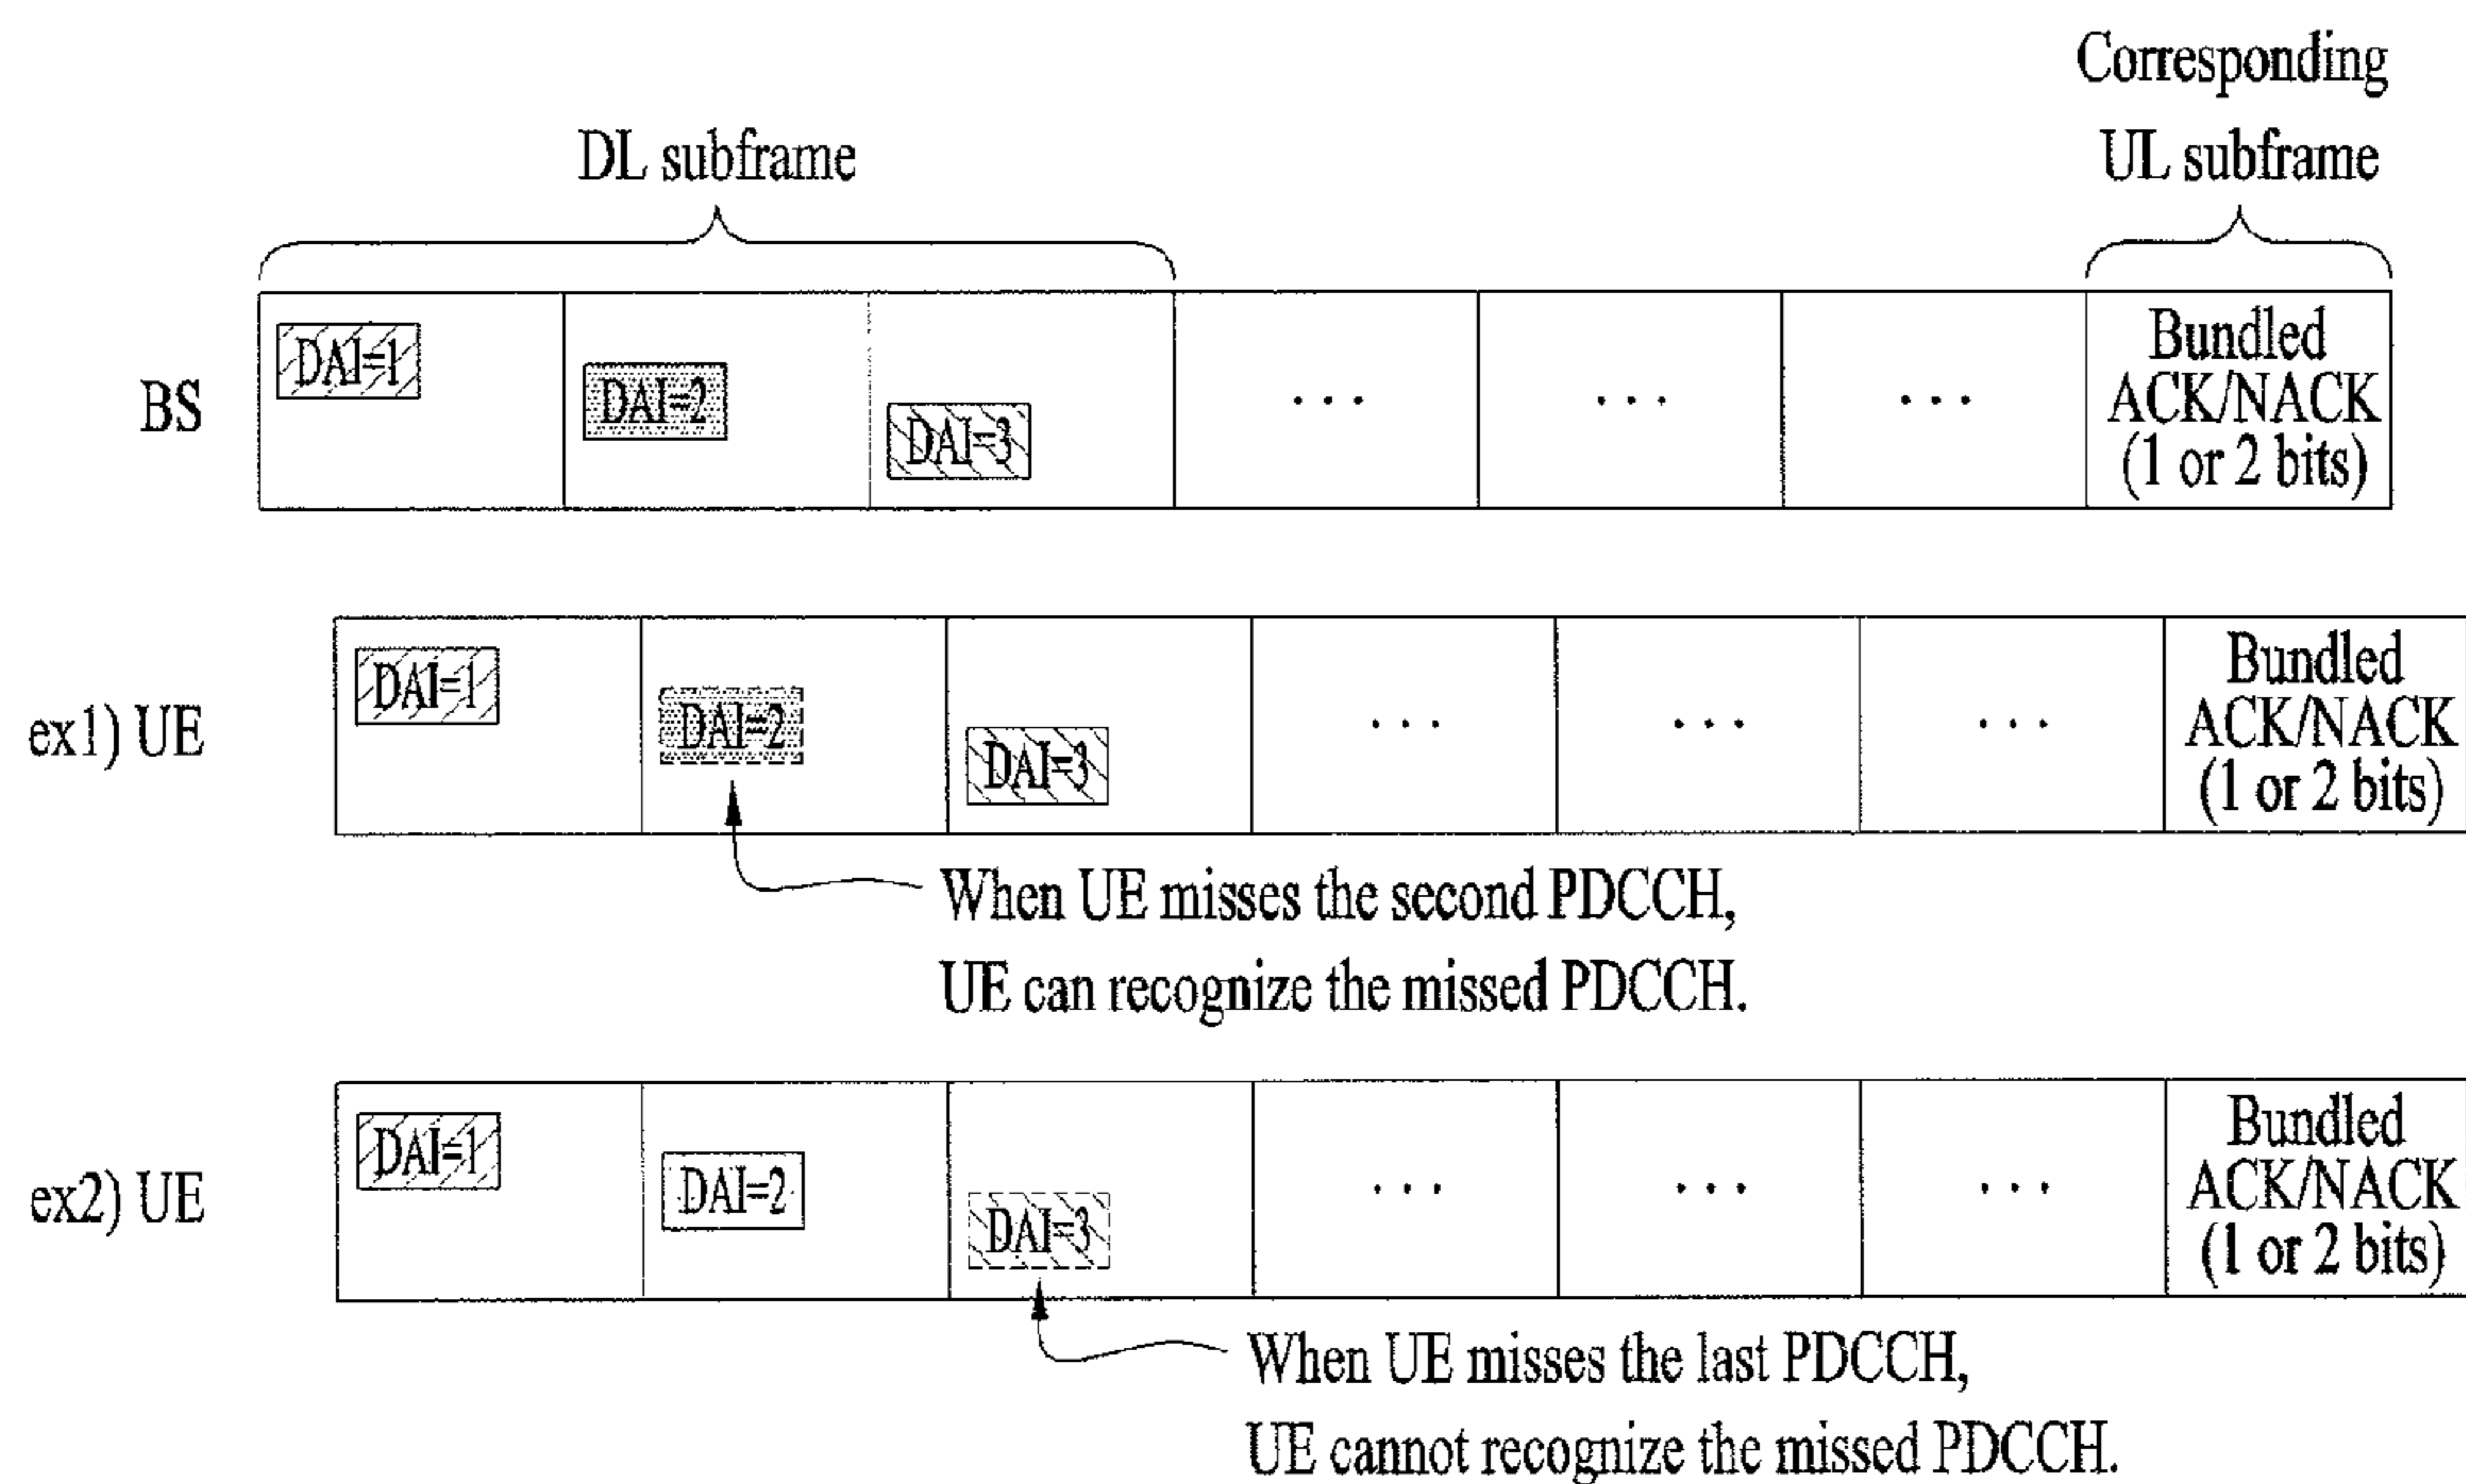 Corresponding
DL subframe
UL subframe
BS
DAI=1
DAI=2
DAI=3
...
...
...
Bundled
ACK/NACK
(1 or 2 bits)
ex1) UE
DAI=1
DAI=2
DAI=3
...
...
...
Bundled
ACK/NACK
(1 or 2 bits)
When UE misses the second PDCCH,
UE can recognize the missed PDCCH.
ex2) UE
DAI=1
DAI=2
DAI=3
...
...
...
Bundled
ACK/NACK
(1 or 2 bits)
When UE misses the last PDCCH,
UE cannot recognize the missed PDCCH.